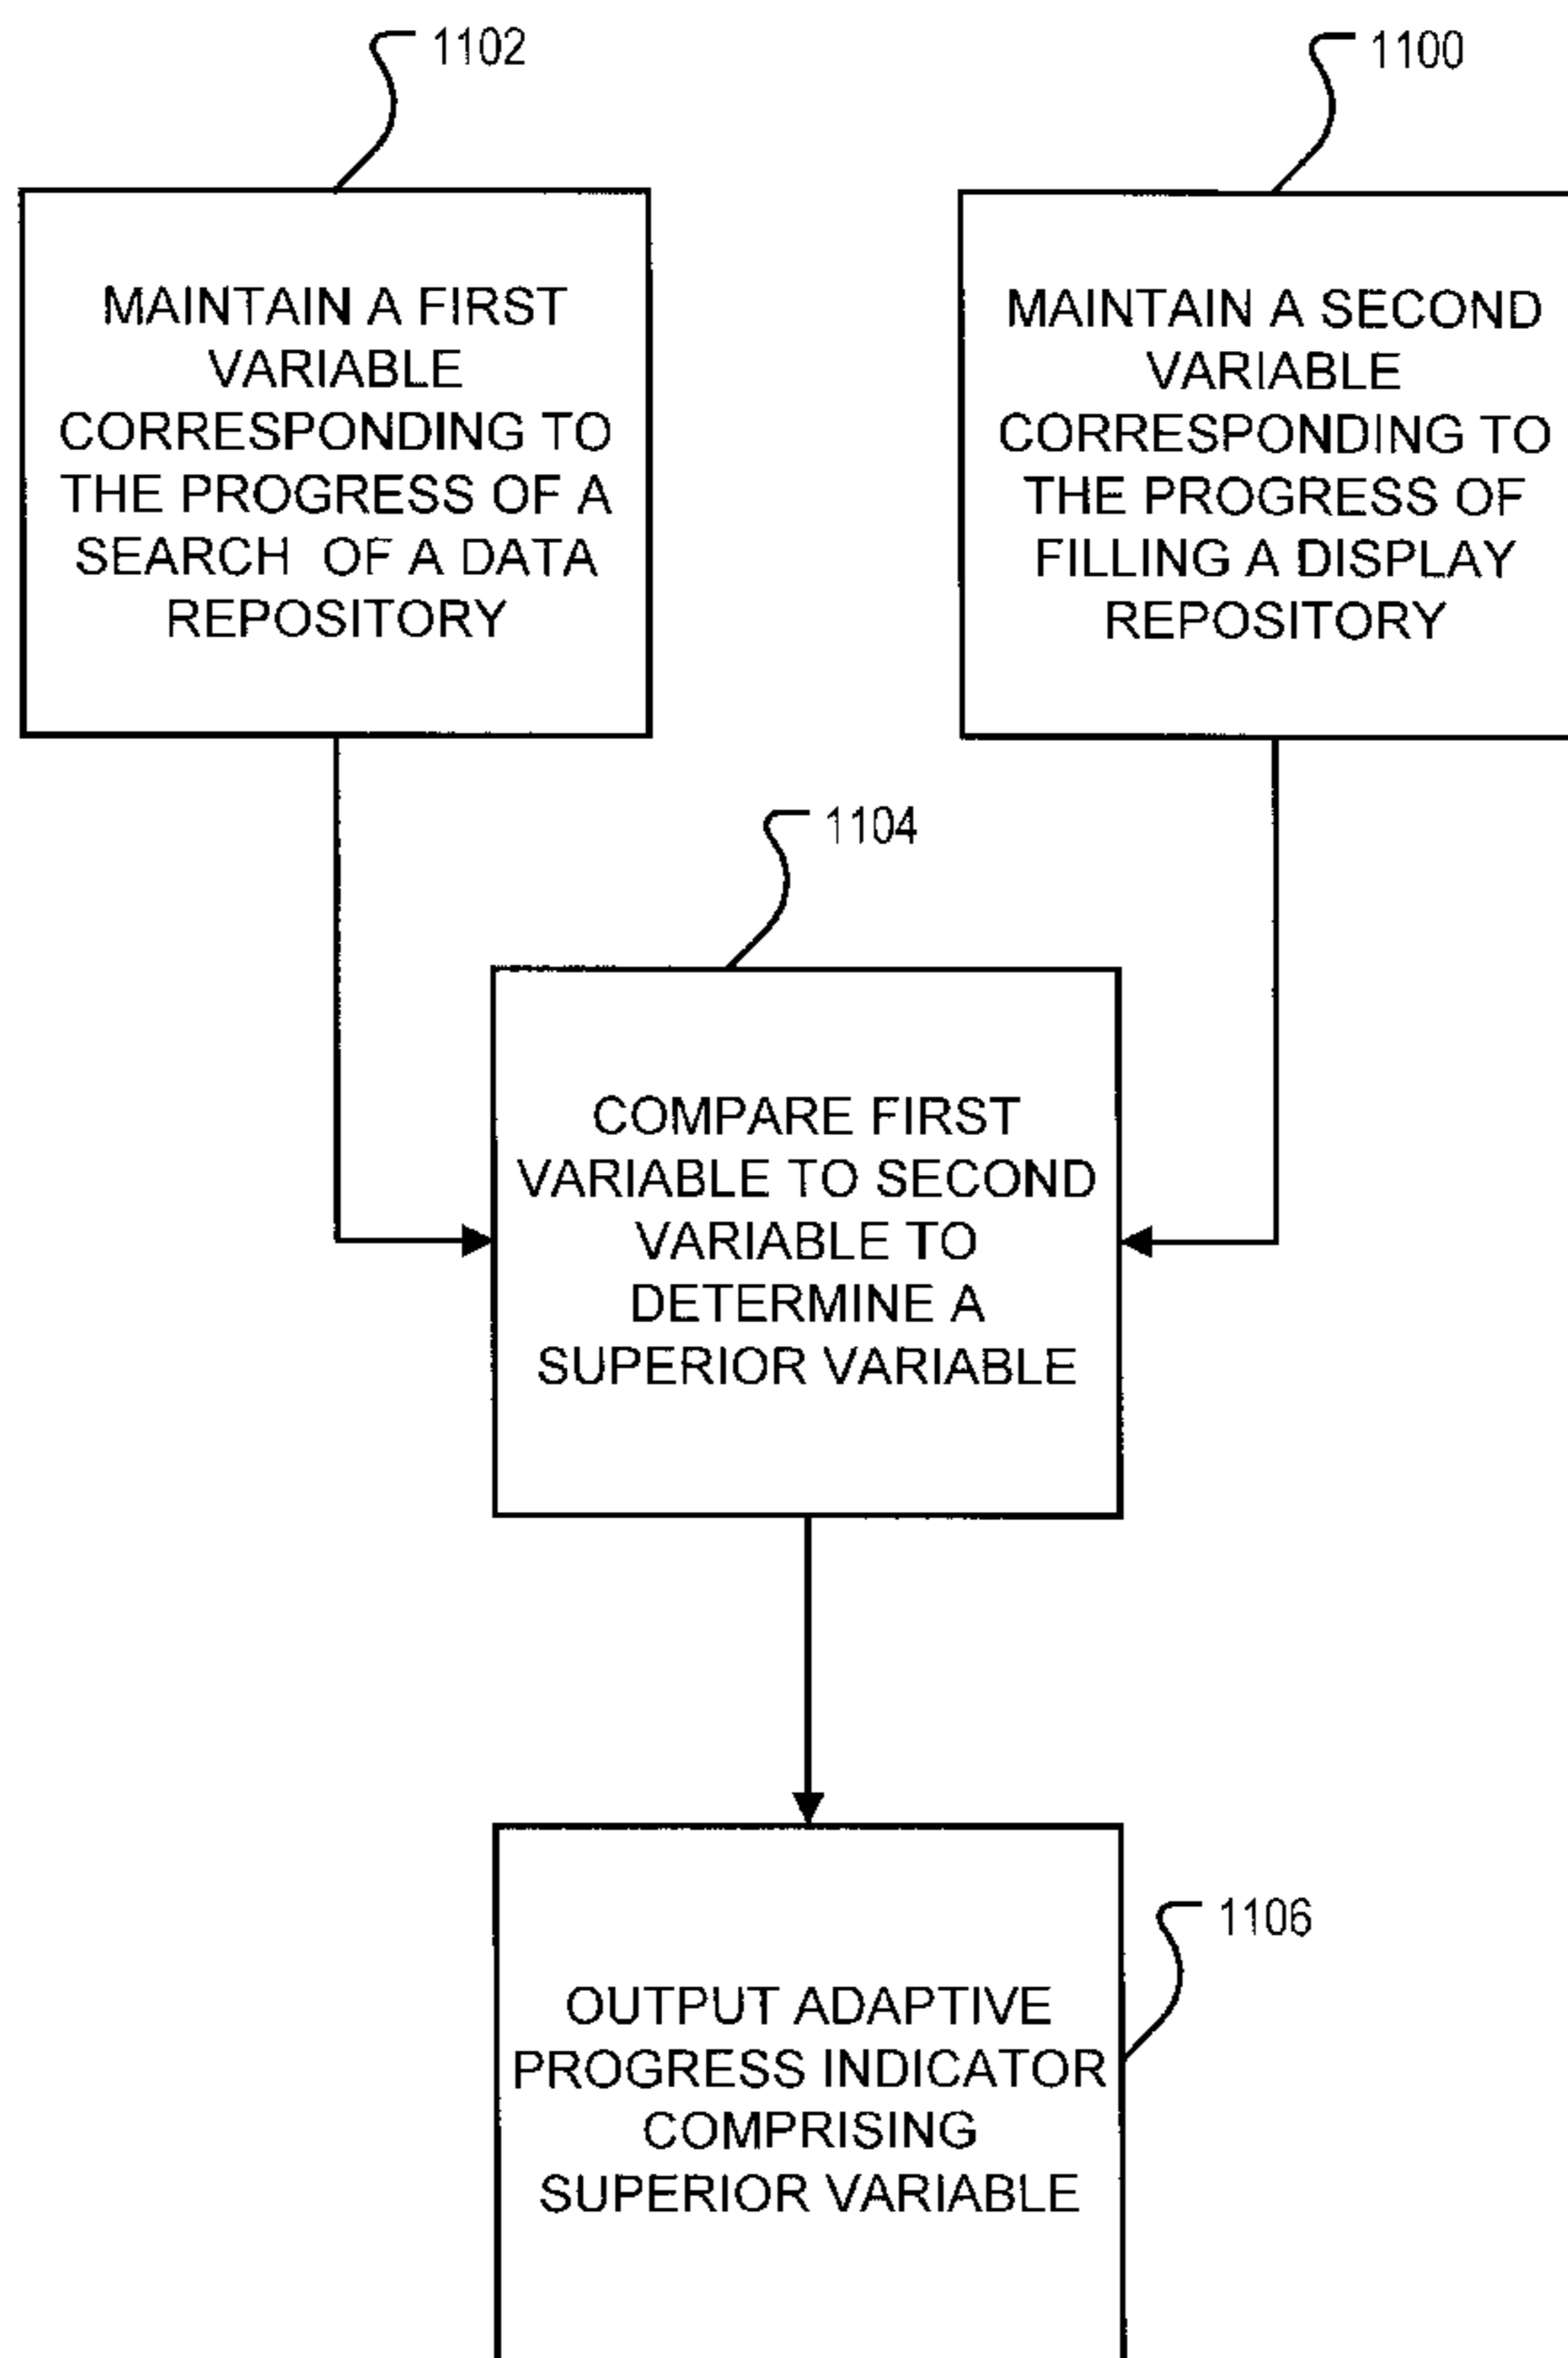 1102
MAINTAIN A FIRST
VARIABLE
CORRESPONDING TO
THE PROGRESS OF A
SEARCH OF A DATA
REPOSITORY
1100
MAINTAIN A SECOND
VARIABLE
CORRESPONDING TO
THE PROGRESS OF
FILLING A DISPLAY
REPOSITORY
1104
COMPARE FIRST
VARIABLE TO SECOND
VARIABLE TO
DETERMINE A
SUPERIOR VARIABLE
1106
OUTPUT ADAPTIVE
PROGRESS INDICATOR
COMPRISING
SUPERIOR VARIABLE